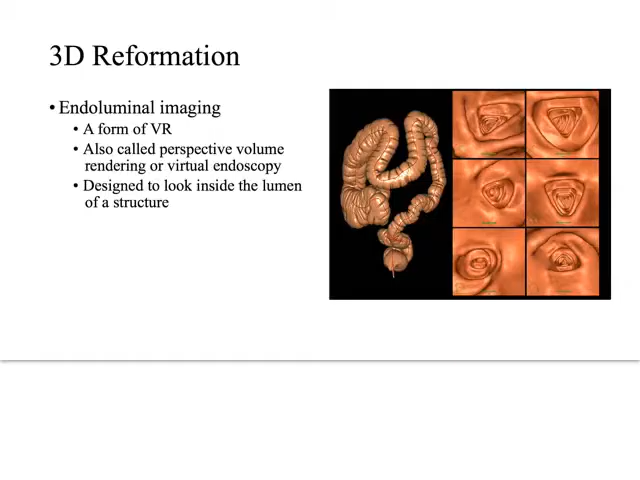 3D Reformation
• Endoluminal imaging
• A form of VR
• Also called perspective volume
rendering or virtual endoscopy
• Designed to look inside the lumen
of a structure